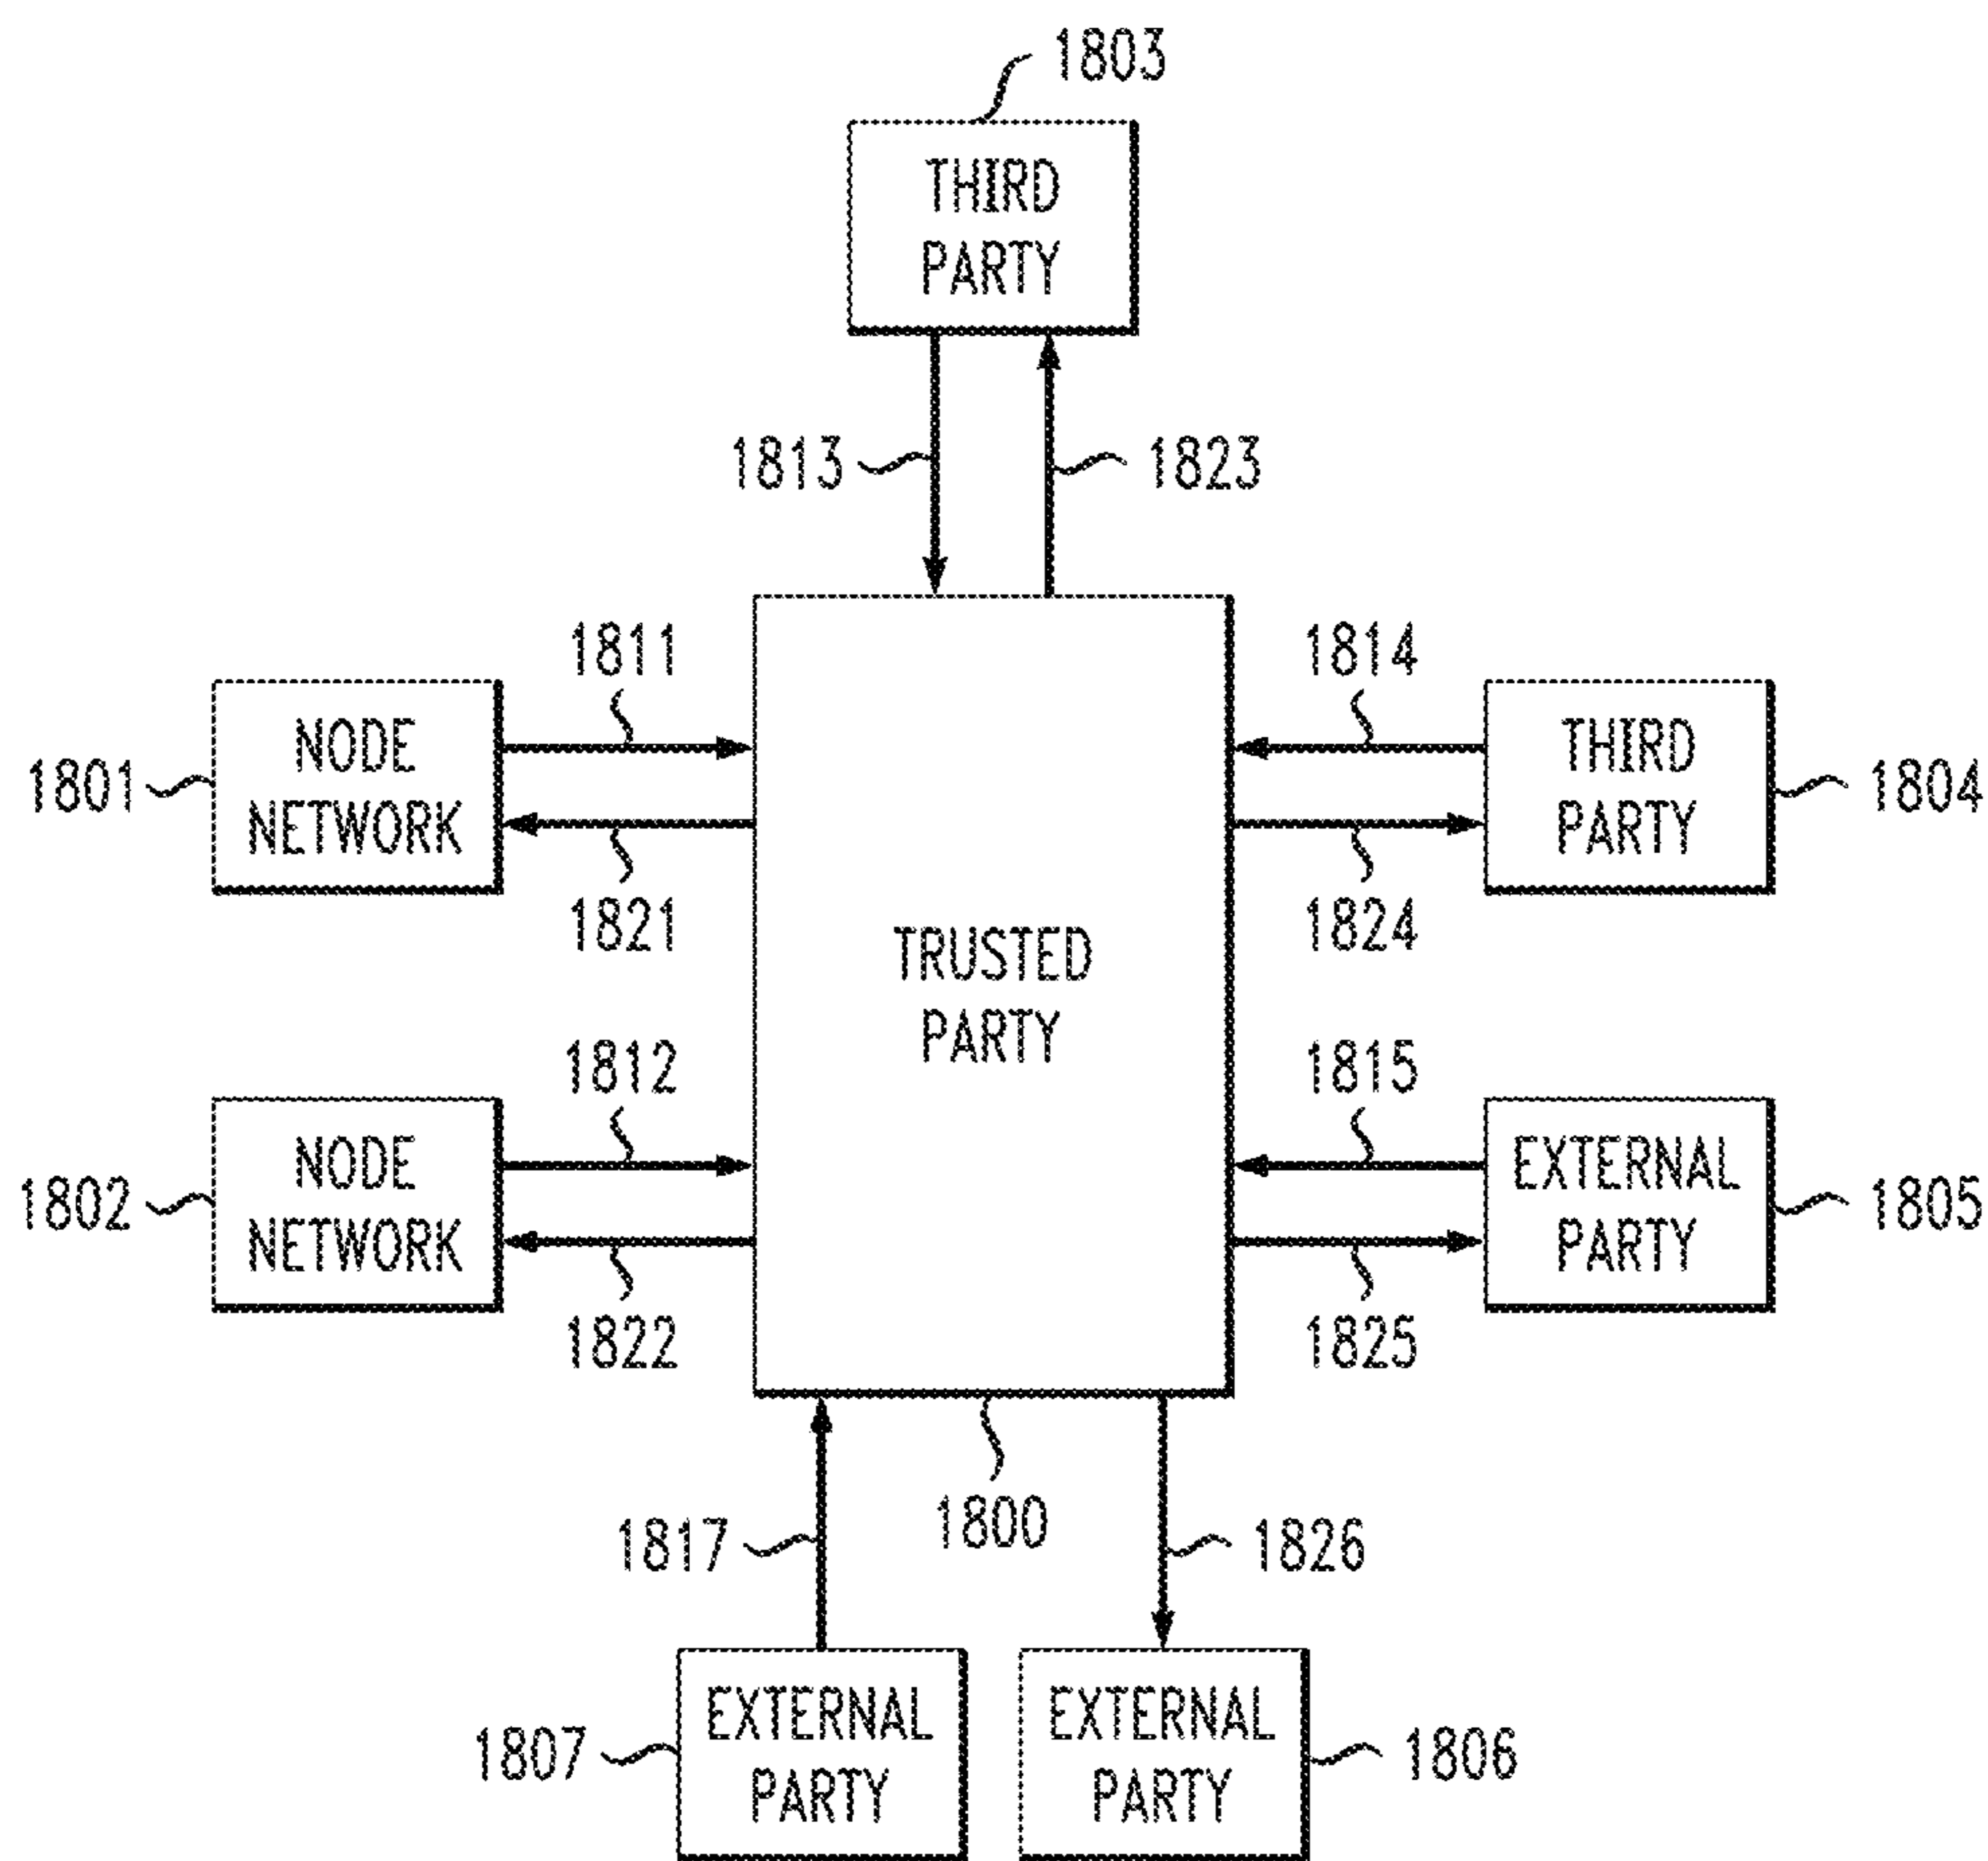 1803
THIRD
PARTY
1813
1823
1811
1814
NODE
NETWORK
THIRD
PARTY
1801
1804
1821
1824
TRUSTED
PARTY
1812
1815
NODE
NETWORK
EXTERNAL
PARTY
1802
1805
1822
1825
1800
1817
1826
EXTERNAL
PARTY
EXTERNAL
PARTY
1807
1806